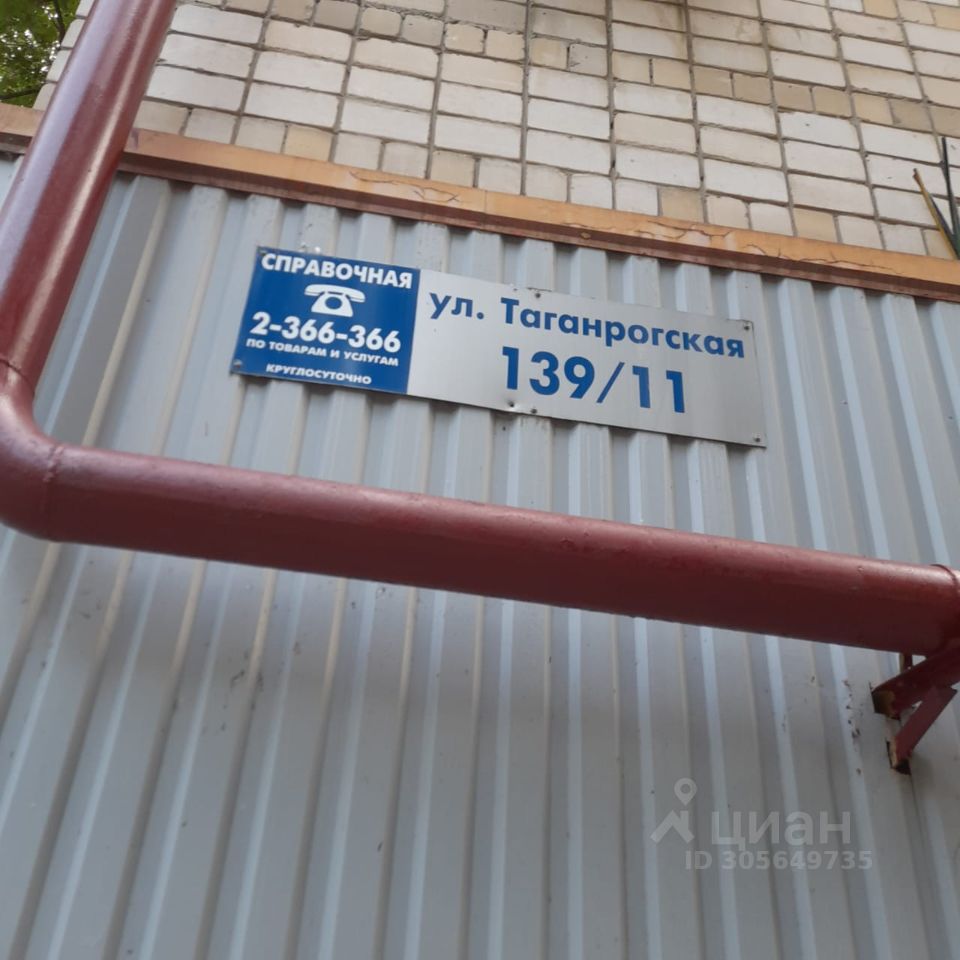 СПРАВОЧНАЯ
2-366-366
ПО ТОВАРАМ И УСЛУГАМ
КРУГЛОСУТОЧНО
ул. Таганрогская
139/11
циан
ID 305649735